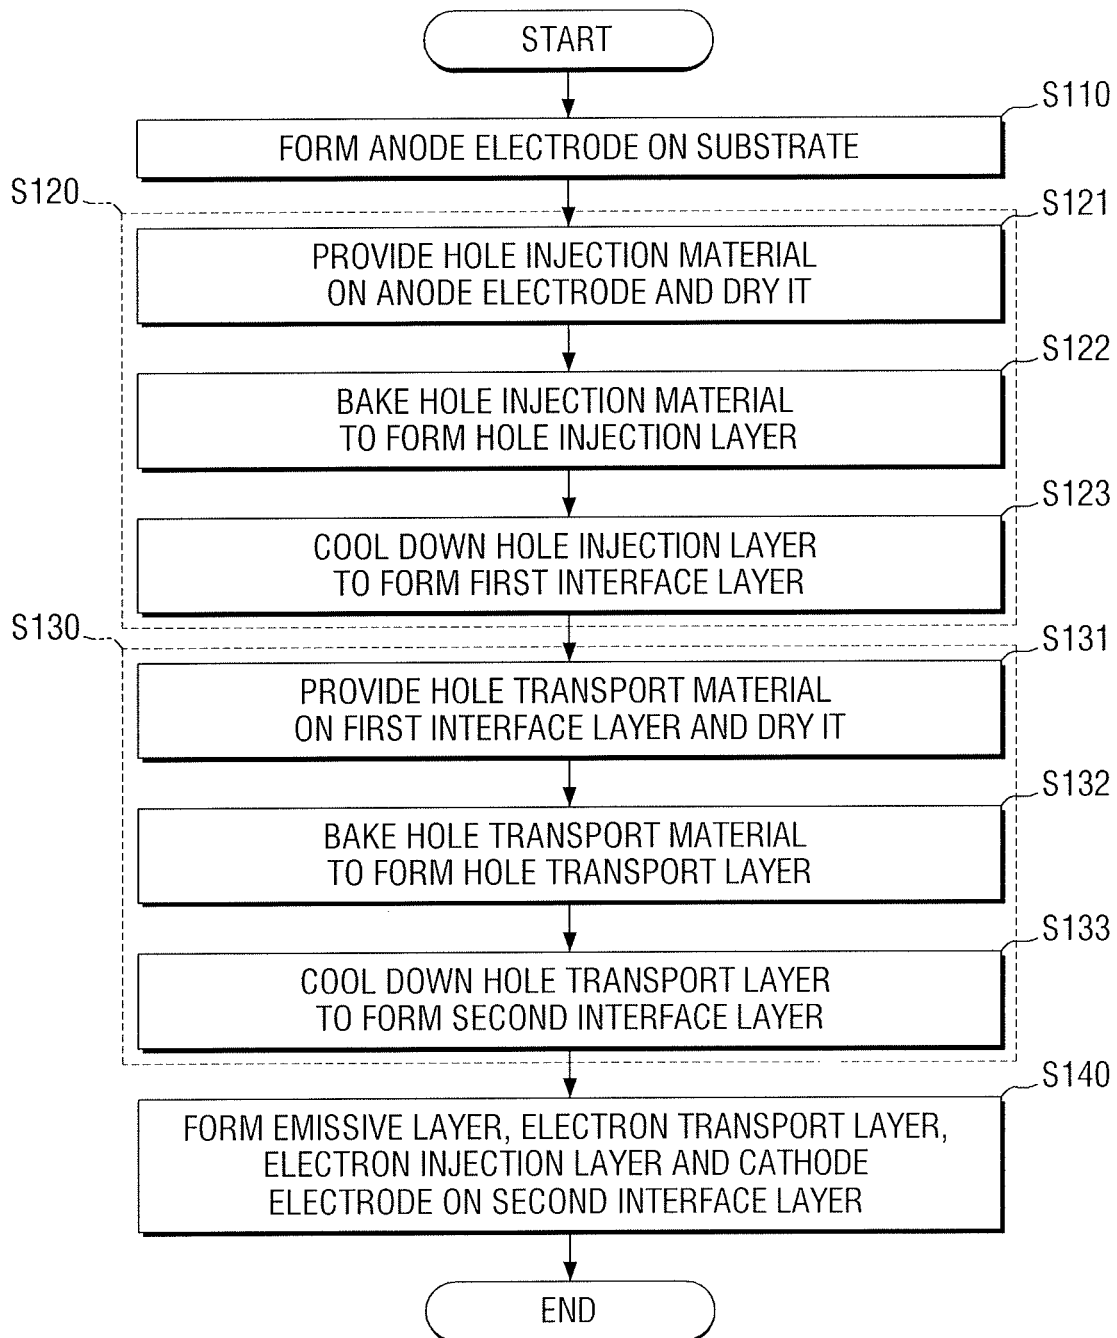 START
S110
FORM ANODE ELECTRODE ON SUBSTRATE
S120
S121
PROVIDE HOLE INJECTION MATERIAL
ON ANODE ELECTRODE AND DRY IT
S122
BAKE HOLE INJECTION MATERIAL
TO FORM HOLE INJECTION LAYER
S123
COOL DOWN HOLE INJECTION LAYER
TO FORM FIRST INTERFACE LAYER
S130
S131
PROVIDE HOLE TRANSPORT MATERIAL
ON FIRST INTERFACE LAYER AND DRY IT
S132
BAKE HOLE TRANSPORT MATERIAL
TO FORM HOLE TRANSPORT LAYER
S133
COOL DOWN HOLE TRANSPORT LAYER
TO FORM SECOND INTERFACE LAYER
S140
FORM EMISSIVE LAYER, ELECTRON TRANSPORT LAYER,
ELECTRON INJECTION LAYER AND CATHODE
ELECTRODE ON SECOND INTERFACE LAYER
END